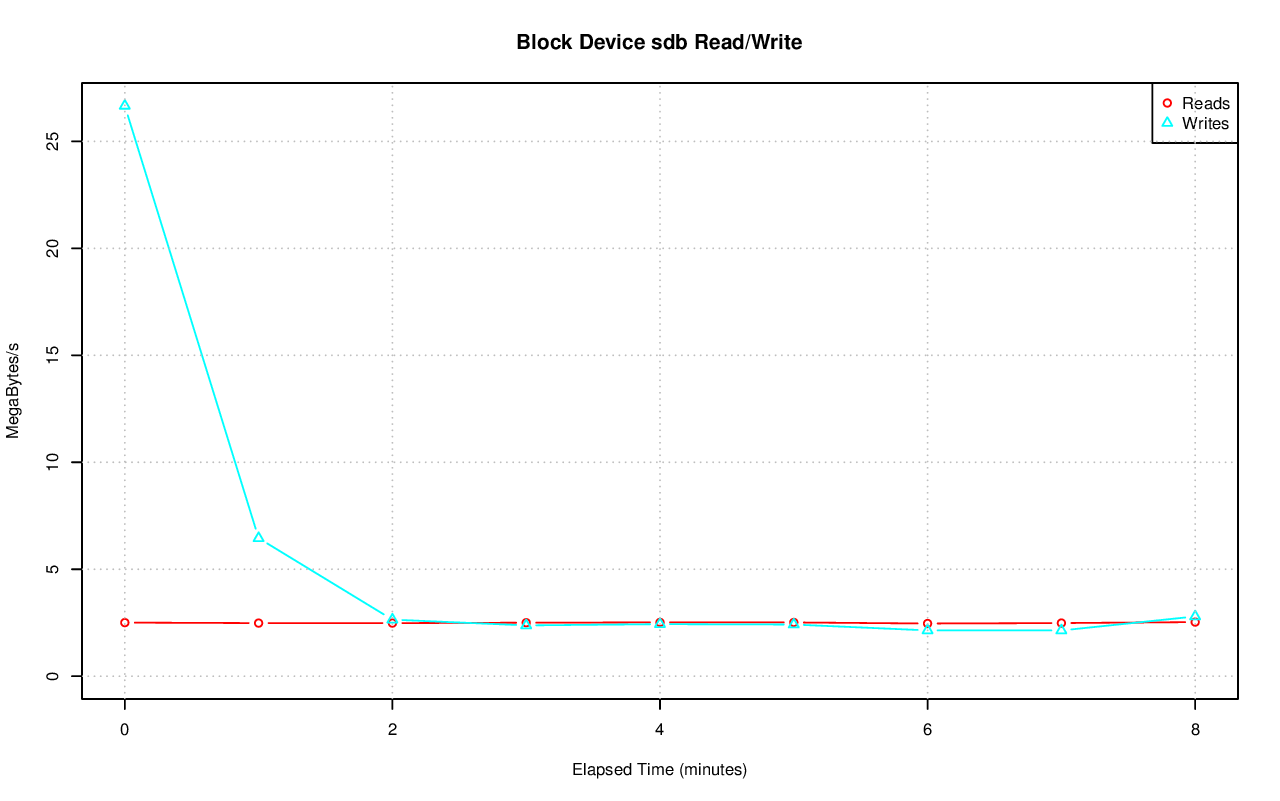 Block Device sdb Read/Write
Reads
Writes
MegaBytes/s
25
20
15
10
5
0
0 2 4 6 8
Elapsed Time (minutes)